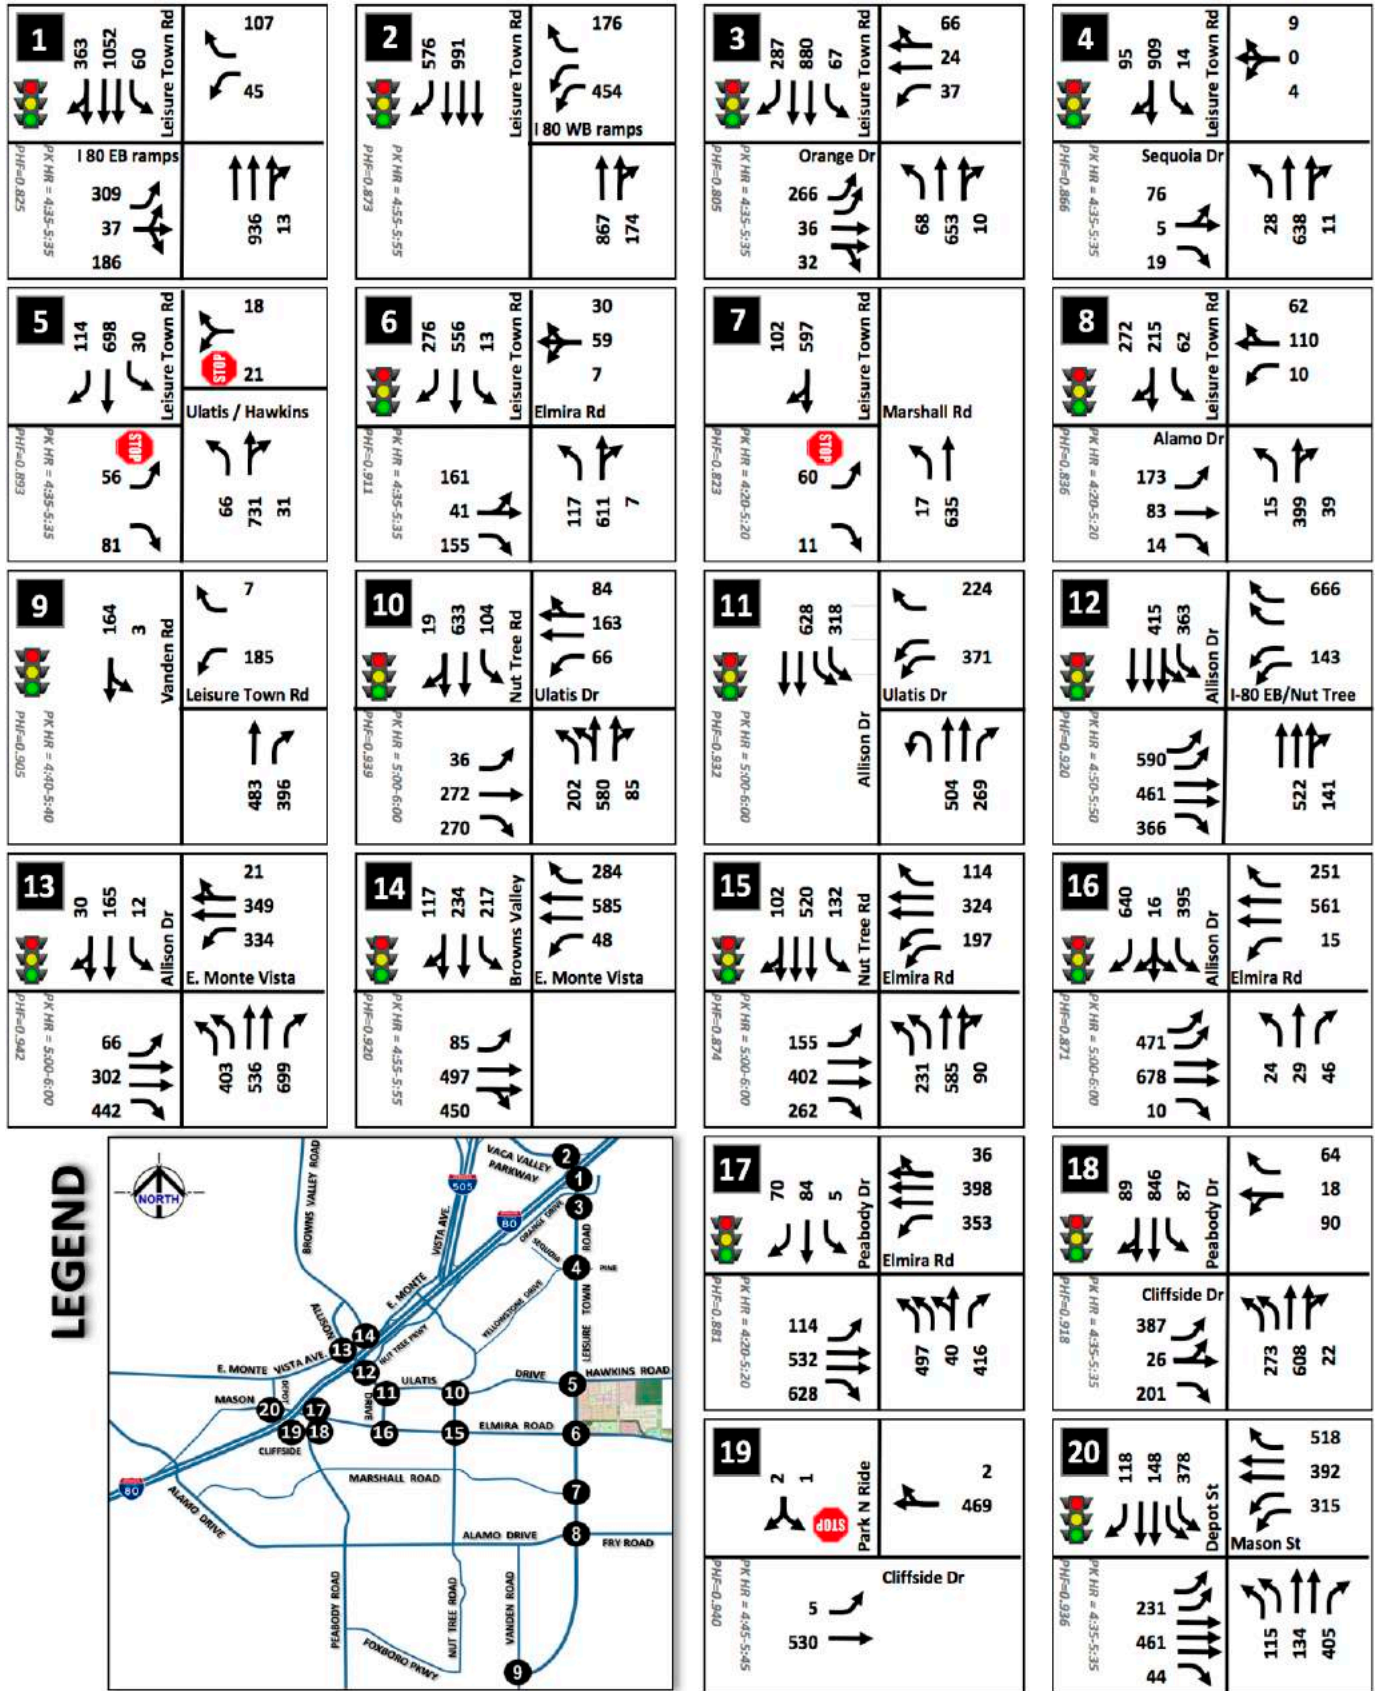 1
363
1052
60
Leisure Town Rd
107
45
PHF=0.825
PK HR = 4:35-5:35
I 80 EB ramps
309
37
186
936
13
2
576
991
Leisure Town Rd
176
454
I 80 WB ramps
PHF=0.873
PK HR = 4:55-5:55
867
174
3
287
880
67
Leisure Town Rd
66
24
37
PHF=0.805
PK HR = 4:35-5:35
Orange Dr
266
36
32
68
653
10
4
95
909
14
Leisure Town Rd
9
0
4
PHF=0.866
PK HR = 4:35-5:35
Sequoia Dr
76
5
19
28
638
11
5
114
698
30
Leisure Town Rd
18
STOP
21
Ulatis / Hawkins
PHF=0.893
PK HR = 4:35-5:35
STOP
56
81
66
731
31
6
276
556
13
Leisure Town Rd
30
59
7
Elmira Rd
PHF=0.911
PK HR = 4:35-5:35
161
41
155
117
611
7
7
102
597
Leisure Town Rd
Marshall Rd
PHF=0.823
PK HR = 4:20-5:20
STOP
60
11
17
635
8
272
215
62
Leisure Town Rd
62
110
10
PHF=0.836
PK HR = 4:20-5:20
Alamo Dr
173
83
14
15
399
39
9
164
3
Vanden Rd
7
185
Leisure Town Rd
PHF=0.905
PK HR = 4:40-5:40
483
396
10
19
633
104
Nut Tree Rd
84
163
66
Ulatis Dr
PHF=0.939
PK HR = 5:00-6:00
36
272
270
202
580
85
11
628
318
224
371
Ulatis Dr
PHF=0.932
PK HR = 5:00-6:00
Allison Dr
504
269
12
415
363
Allison Dr
666
143
I-80 EB/Nut Tree
PHF=0.920
PK HR = 4:50-5:50
590
461
366
522
141
13
30
165
12
Allison Dr
21
349
334
E. Monte Vista
PHF=0.942
PK HR = 5:00-6:00
66
302
442
403
536
699
14
117
234
217
Browns Valley
284
585
48
E. Monte Vista
PHF=0.920
PK HR = 4:55-5:55
85
497
450
15
102
520
132
Nut Tree Rd
114
324
197
Elmira Rd
PHF=0.874
PK HR = 5:00-6:00
155
402
262
231
585
90
16
640
16
395
Allison Dr
251
561
15
Elmira Rd
PHF=0.871
PK HR = 5:00-6:00
471
678
10
24
29
46
17
70
84
5
Peabody Dr
36
398
353
Elmira Rd
PHF=0.881
PK HR = 4:20-5:20
114
532
628
497
40
416
18
89
846
87
Peabody Dr
64
18
90
PHF=0.918
PK HR = 4:35-5:35
Cliffside Dr
387
26
201
273
608
22
19
2
1
STOP
Park N Ride
2
469
Cliffside Dr
PHF=0.940
PK HR = 4:45-5:45
5
530
20
118
148
378
Depot St
518
392
315
Mason St
PHF=0.936
PK HR = 4:35-5:35
231
461
44
115
134
405
LEGEND
NORTH
BROWNS VALLEY ROAD
505
VACA VALLEY
PARKWAY
2
1
3
80
VISTA AVE.
ORANGE DRIVE
ROAD
SEQUOIA
4
PINE
E. MONTE
YELLOWSTONE DRIVE
LEISURE TOWN
ALLISON
14
13
NUT TREE PKWY
E. MONTE VISTA AVE.
12
DEPOT
11
ULATIS
10
DRIVE
5
HAWKINS ROAD
MASON
20
17
DRIVE
19
18
16
15
ELMIRA ROAD
6
CLIFFSIDE
MARSHALL ROAD
7
80
ALAMO DRIVE
ALAMO DRIVE
8
FRY ROAD
PEABODY ROAD
NUT TREE ROAD
VANDEN ROAD
FOXBORO PKWY
9